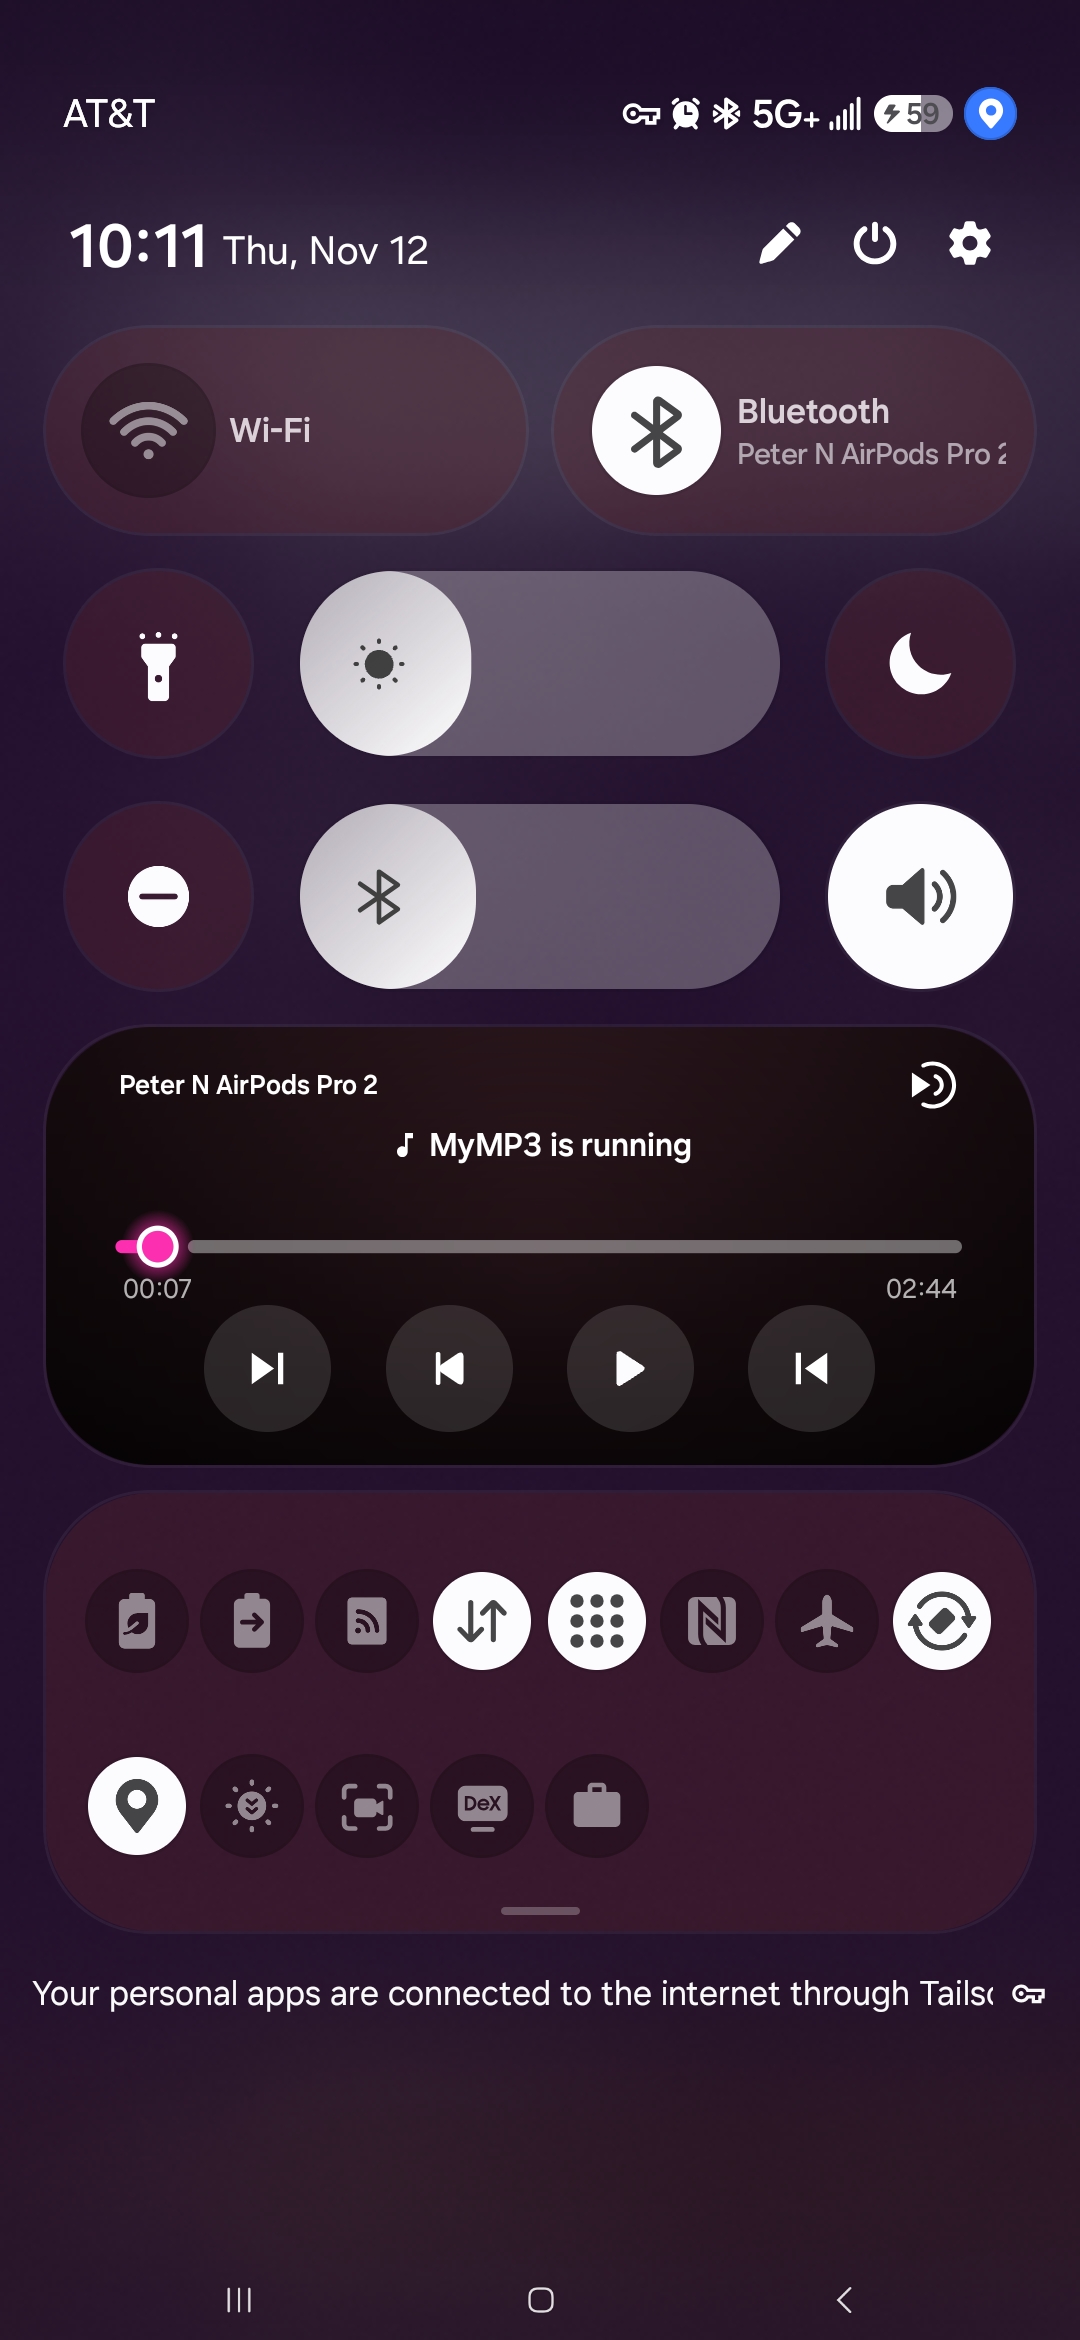 AT&T
5G+
59
10:11 Thu, Nov 12
Wi-Fi
Bluetooth
Peter N AirPods Pro 2
Peter N AirPods Pro 2
MyMP3 is running
00:07
02:44
DeX
Your personal apps are connected to the internet through